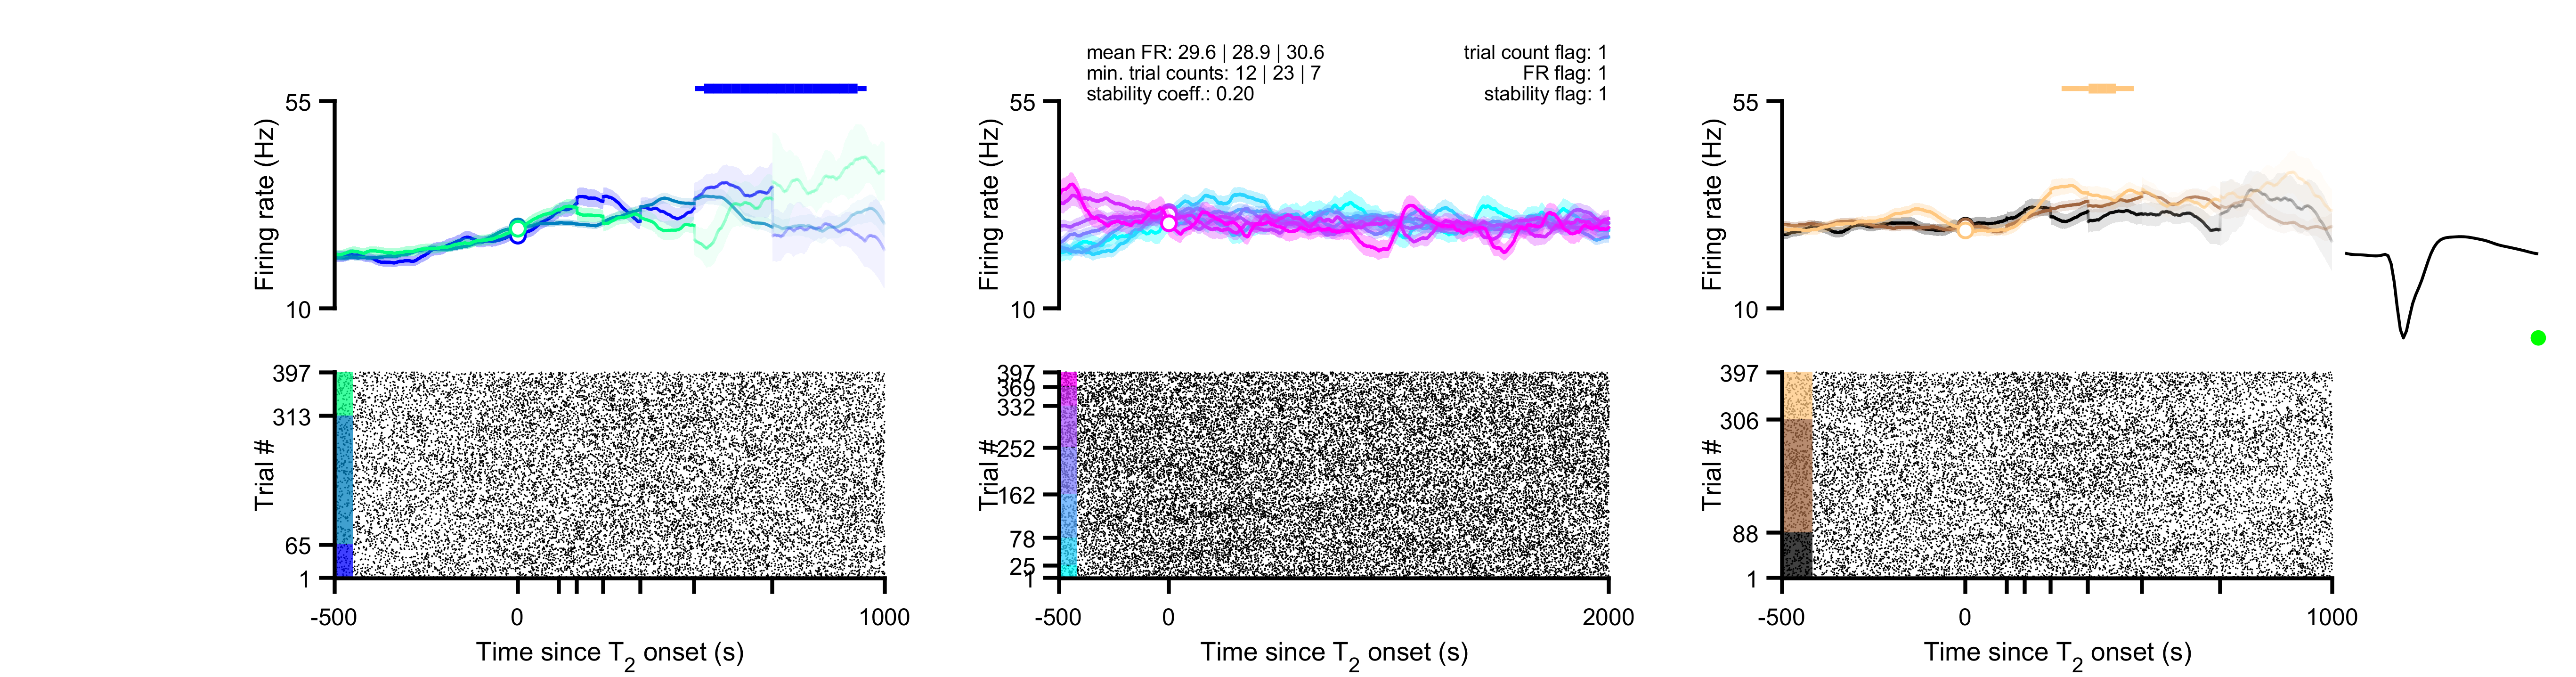 mean FR: 29.6 | 28.9 | 30.6
min. trial counts: 12 | 23 | 7
stability coeff.: 0.20
trial count flag: 1
FR flag: 1
stability flag: 1
55
Firing rate (Hz)
10
55
Firing rate (Hz)
10
55
Firing rate (Hz)
10
397
313
Trial #
65
1
-500
0
1000
Time since T2 onset (s)
397
369
332
252
Trial #
162
78
25
1
-500
0
2000
Time since T2 onset (s)
397
306
Trial #
88
1
-500
0
1000
Time since T2 onset (s)